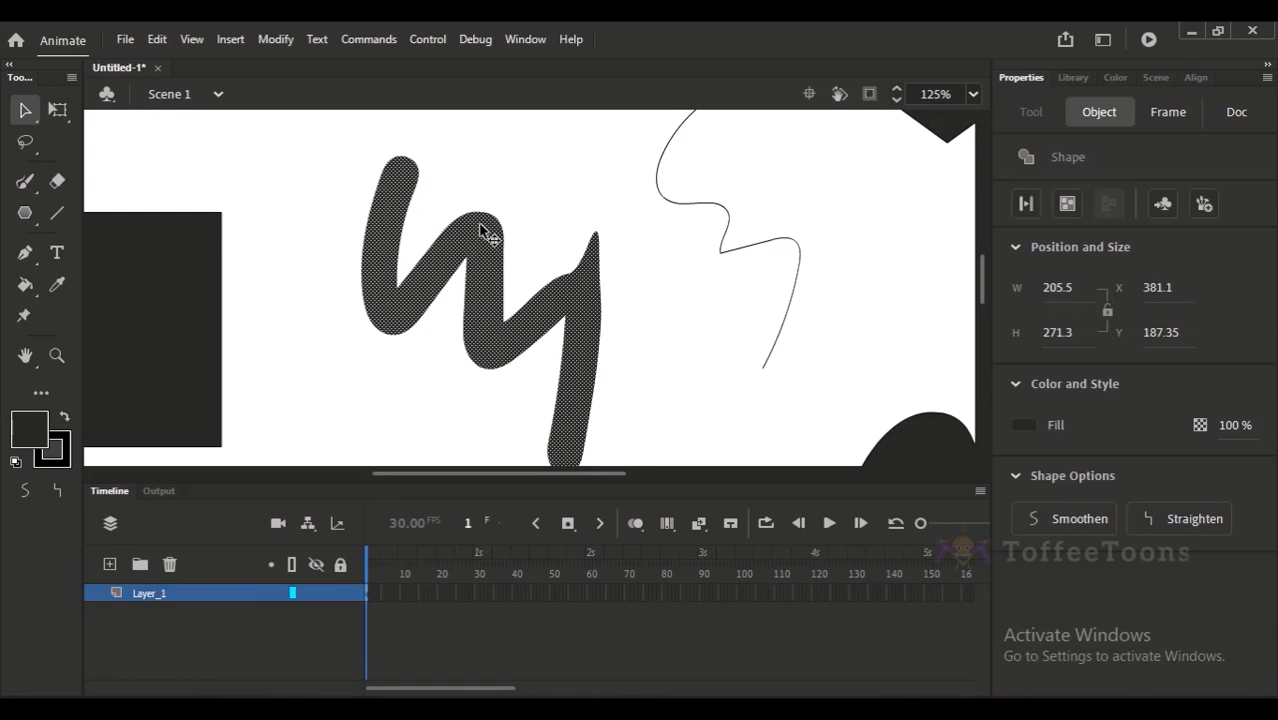 Animate File Edit View Insert Modify Text Commands Control Debug Window Help
Untitled-1*
Too...
Scene 1
125%
Properties Library Color Scene Align
Tool Object Frame Doc
Shape
Position and Size
W 205.5 X 381.1
H 271.3 Y 187.35
Color and Style
Fill 100 %
Shape Options
Smoothen Straighten
Timeline Output
30.00 FPS 1 F
1s 2s 3s 4s 5s
10 20 30 40 50 60 70 80 90 100 110 120 130 140 150 16
Layer_1
ToffeeToons
Activate Windows
Go to Settings to activate Windows.